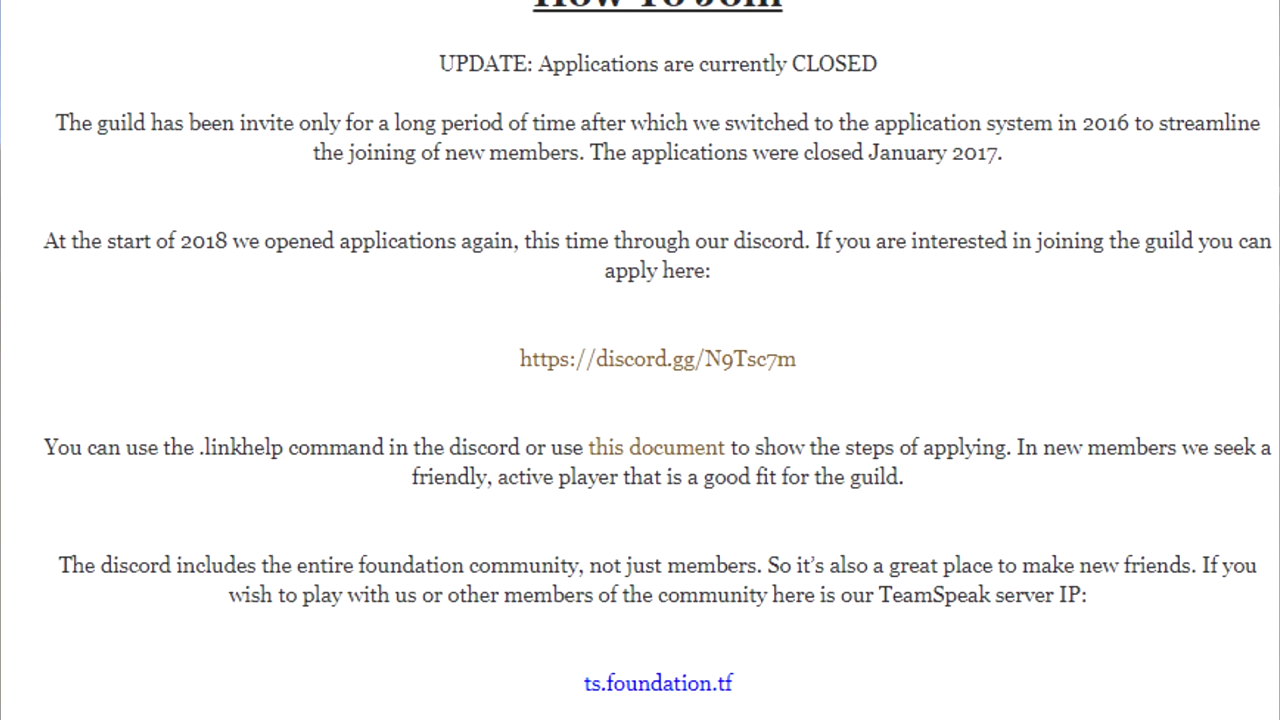 How To Join
UPDATE: Applications are currently CLOSED
The guild has been invite only for a long period of time after which we switched to the application system in 2016 to streamline
the joining of new members. The applications were closed January 2017.
At the start of 2018 we opened applications again, this time through our discord. If you are interested in joining the guild you can
apply here:
https://discord.gg/N9Tsc7m
You can use the .linkhelp command in the discord or use this document to show the steps of applying. In new members we seek a
friendly, active player that is a good fit for the guild.
The discord includes the entire foundation community, not just members. So it’s also a great place to make new friends. If you
wish to play with us or other members of the community here is our TeamSpeak server IP:
ts.foundation.tf